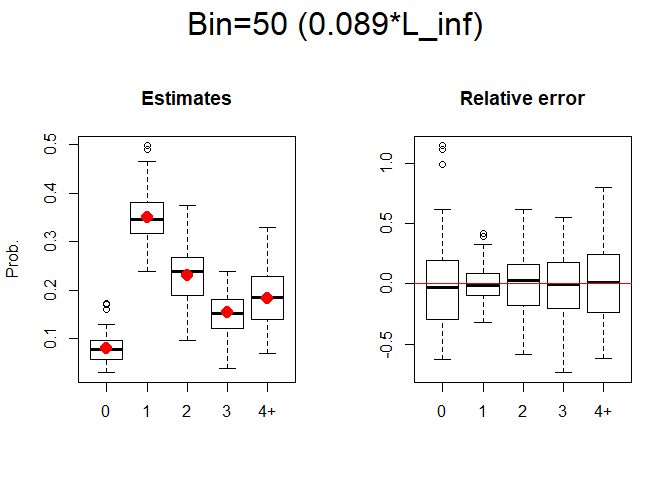 Bin=50 (0.089*L_inf)
Estimates
Prob.
0.5
0.4
0.3
0.2
0.1
0 1 2 3 4+
Relative error
1.0
0.5
0.0
-0.5
0 1 2 3 4+